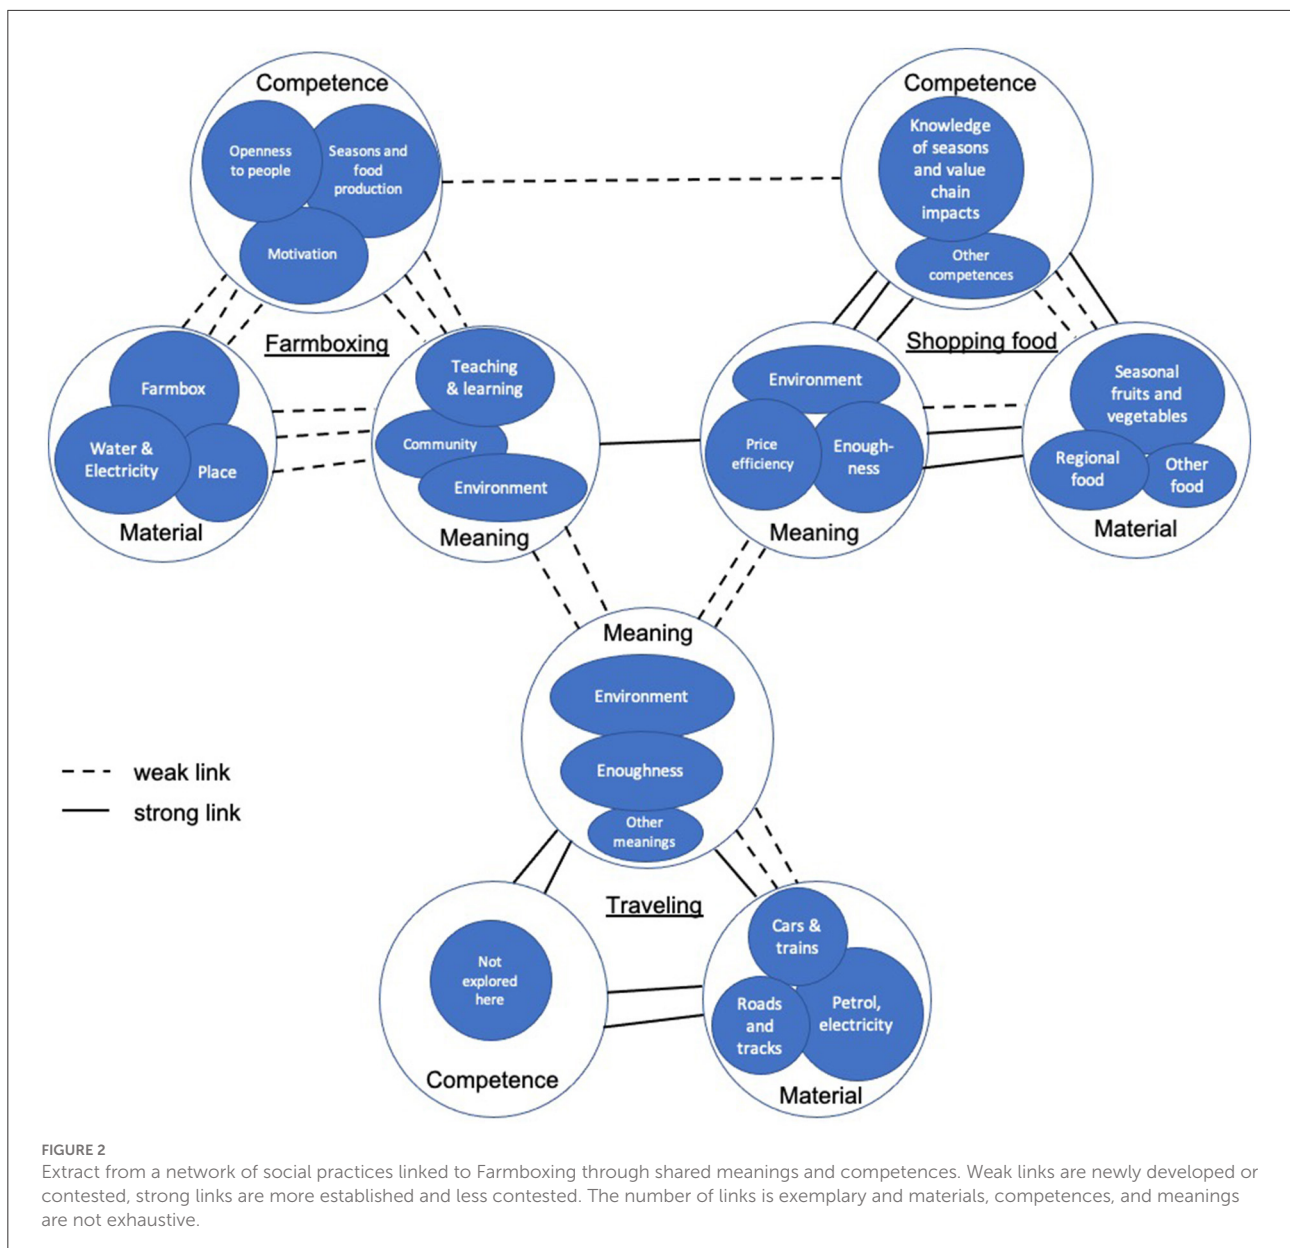 Competence
Openness
to people
Seasons and
food
production
Motivation
Competence
Knowledge
of seasons
and value
chain
impacts
Other
competences
Farmboxing
Farmbox
Water &
Electricity
Place
Material
Teaching
& learning
Community
Environment
Meaning
Shopping food
Environment
Price
efficiency
Enough-
ness
Meaning
Seasonal
fruits and
vegetables
Regional
food
Other
food
Material
Meaning
Environment
Enoughness
Other
meanings
weak link
strong link
Traveling
Not
explored
here
Competence
Cars &
trains
Roads
and
tracks
Petrol,
electricity
Material
FIGURE 2
Extract from a network of social practices linked to Farmboxing through shared meanings and competences. Weak links are newly developed or
contested, strong links are more established and less contested. The number of links is exemplary and materials, competences, and meanings
are not exhaustive.